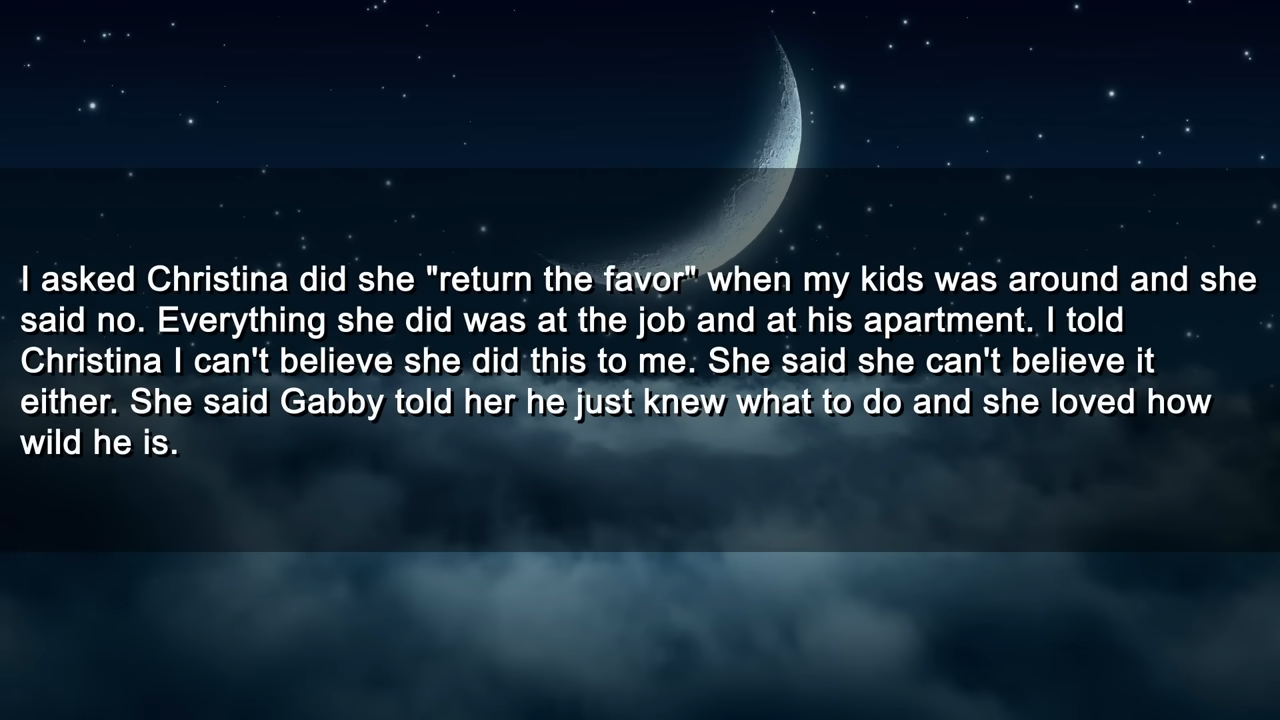 I asked Christina did she "return the favor" when my kids was around and she
said no. Everything she did was at the job and at his apartment. I told
Christina I can't believe she did this to me. She said she can't believe it
either. She said Gabby told her he just knew what to do and she loved how
wild he is.